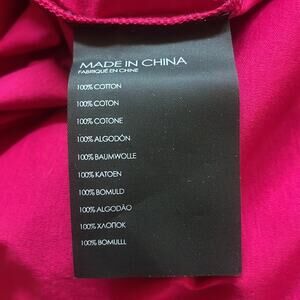 MADE IN CHINA
FABRIQUÉ EN CHINE
100% COTTON
100% COTON
100% COTONE
100% ALGODÓN
100% BAUMWOLLE
100% KATOEN
100% BOMULD
100% ALGODÃO
100% ХЛОПОК
100% BOMULL